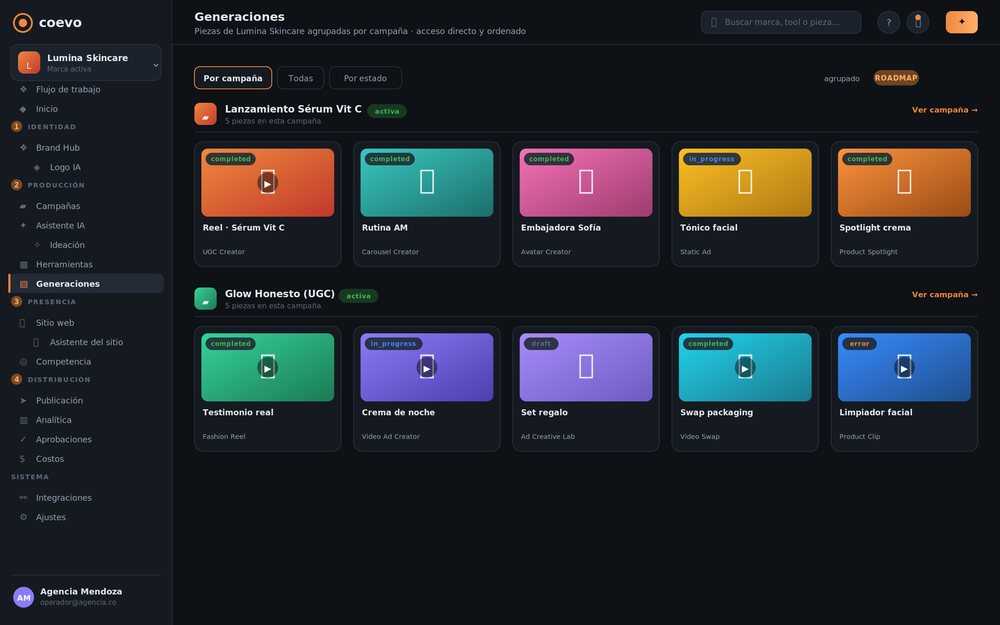 coevo
L
Lumina Skincare
Marca activa
Flujo de trabajo
Inicio
1 IDENTIDAD
Brand Hub
Logo IA
2 PRODUCCIÓN
Campañas
Asistente IA
Ideación
Herramientas
Generaciones
3 PRESENCIA
Sitio web
Asistente del sitio
Competencia
4 DISTRIBUCIÓN
Publicación
Analítica
Aprobaciones
$ Costos
SISTEMA
Integraciones
Ajustes
AM
Agencia Mendoza
operador@agencia.co
Generaciones
Piezas de Lumina Skincare agrupadas por campaña · acceso directo y ordenado
Buscar marca, tool o pieza...
?
Por campaña
Todas
Por estado
agrupado
ROADMAP
Lanzamiento Sérum Vit C
activa
5 piezas en esta campaña
Ver campaña →
completed
Reel · Sérum Vit C
UGC Creator
completed
Rutina AM
Carousel Creator
completed
Embajadora Sofía
Avatar Creator
in_progress
Tónico facial
Static Ad
completed
Spotlight crema
Product Spotlight
Glow Honesto (UGC)
activa
5 piezas en esta campaña
Ver campaña →
completed
Testimonio real
Fashion Reel
in_progress
Crema de noche
Video Ad Creator
draft
Set regalo
Ad Creative Lab
completed
Swap packaging
Video Swap
error
Limpiador facial
Product Clip